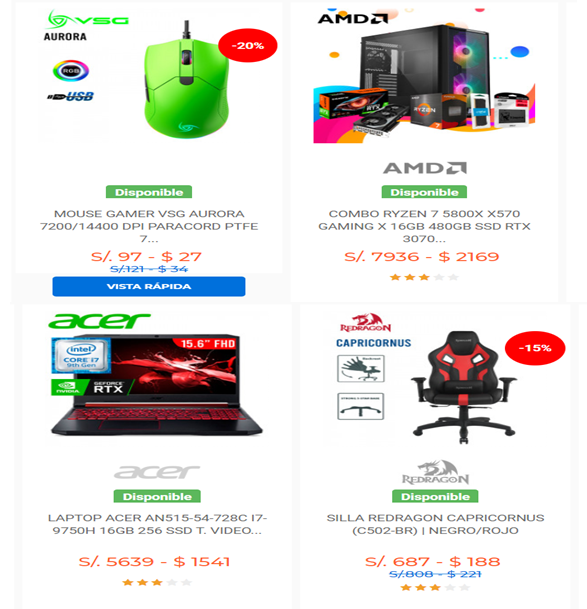 VSG
AURORA
-20%
RGB
USB
Disponible
MOUSE GAMER VSG AURORA
7200/14400 DPI PARACORD PTFE
7...
S/. 97 - $ 27
S/.121 - $ 34
VISTA RÁPIDA
AMD
RYZEN
AMD
Disponible
COMBO RYZEN 7 5800X X570
GAMING X 16GB 480GB SSD RTX
3070...
S/. 7936 - $ 2169
acer
15.6" FHD
intel
CORE i7
9th Gen
NVIDIA
GEFORCE
RTX
acer
Disponible
LAPTOP ACER AN515-54-728C I7-
9750H 16GB 256 SSD T. VIDEO...
S/. 5639 - $ 1541
REDRAGON
CAPRICORNUS
-15%
REDRAGON
Disponible
SILLA REDRAGON CAPRICORNUS
(C502-BR) | NEGRO/ROJO
S/. 687 - $ 188
S/.808 - $ 221